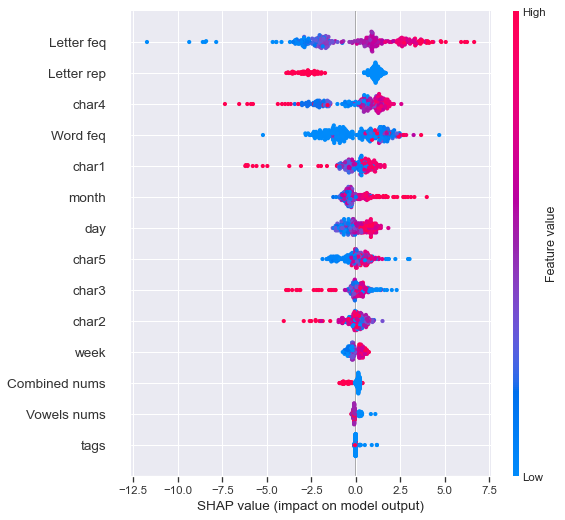 High
Letter feq
Letter rep
char4
Word feq
char1
month
day
char5
char3
char2
week
Combined nums
Vowels nums
tags
Feature value
Low
−12.5 −10.0 −7.5 −5.0 −2.5 0.0 2.5 5.0 7.5
SHAP value (impact on model output)